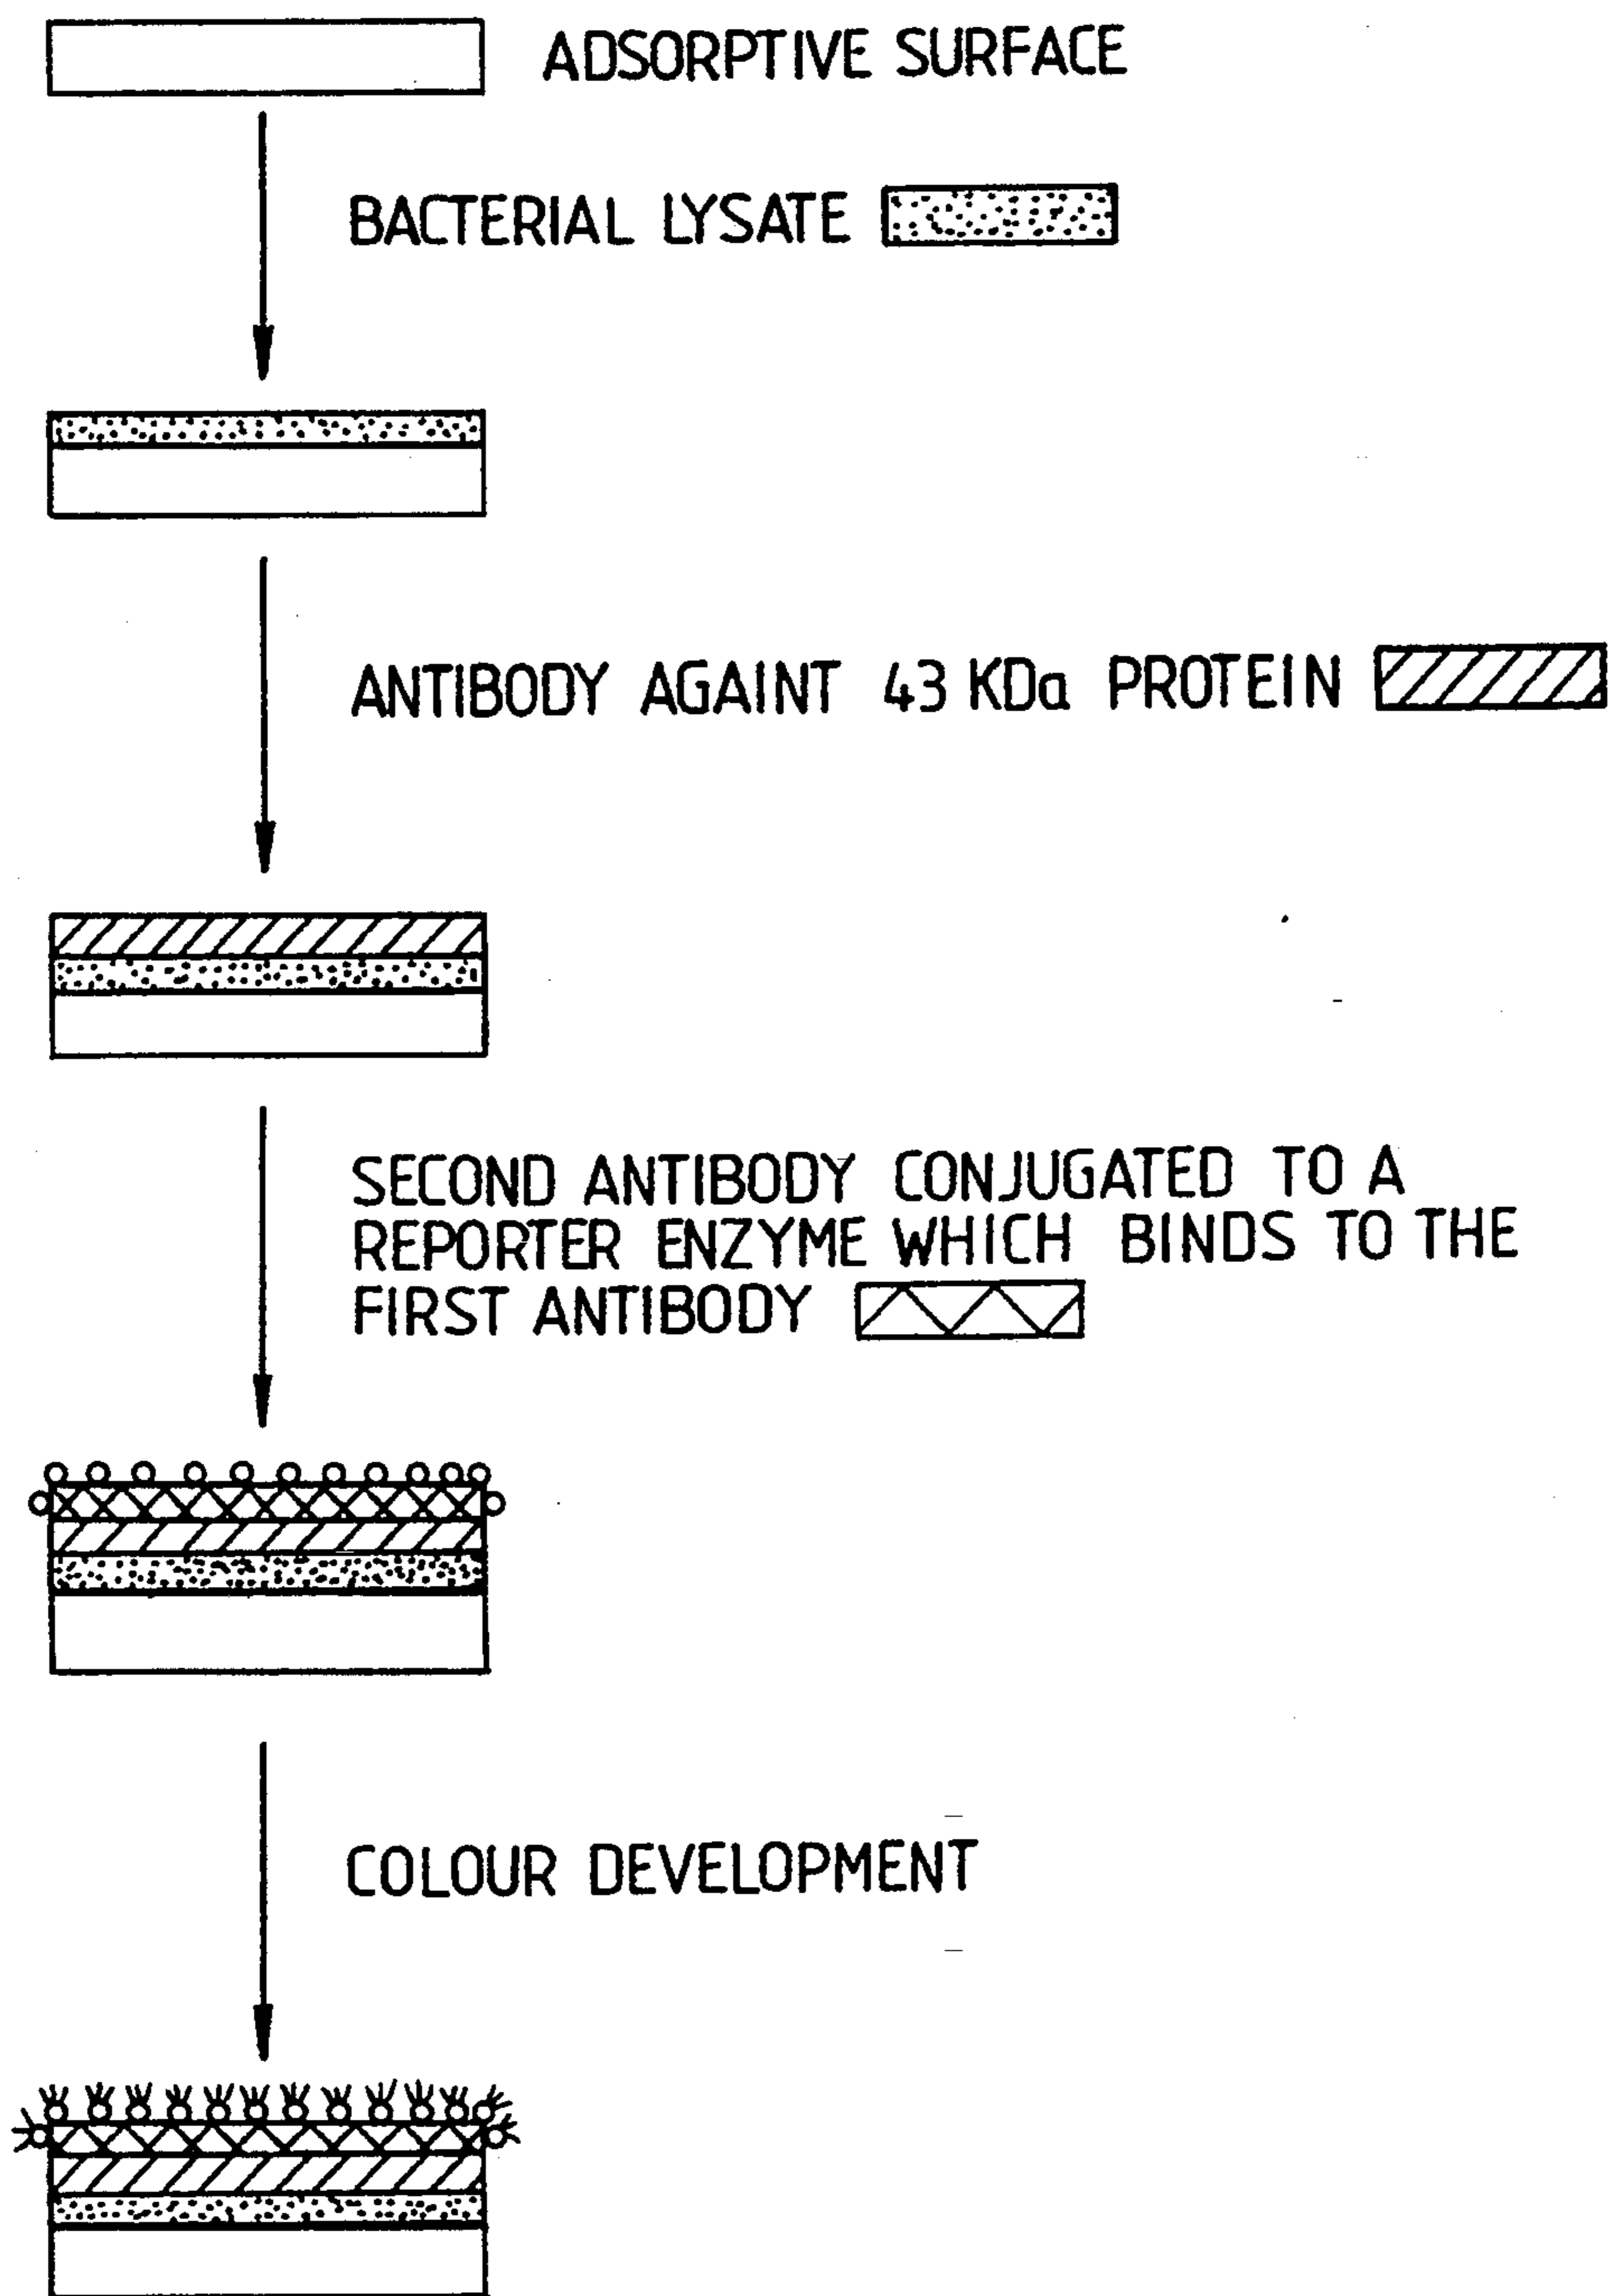 ADSORPTIVE SURFACE
BACTERIAL LYSATE
ANTIBODY AGAINT 43 KDa PROTEIN
SECOND ANTIBODY CONJUGATED TO A
REPORTER ENZYME WHICH BINDS TO THE
FIRST ANTIBODY
COLOUR DEVELOPMENT